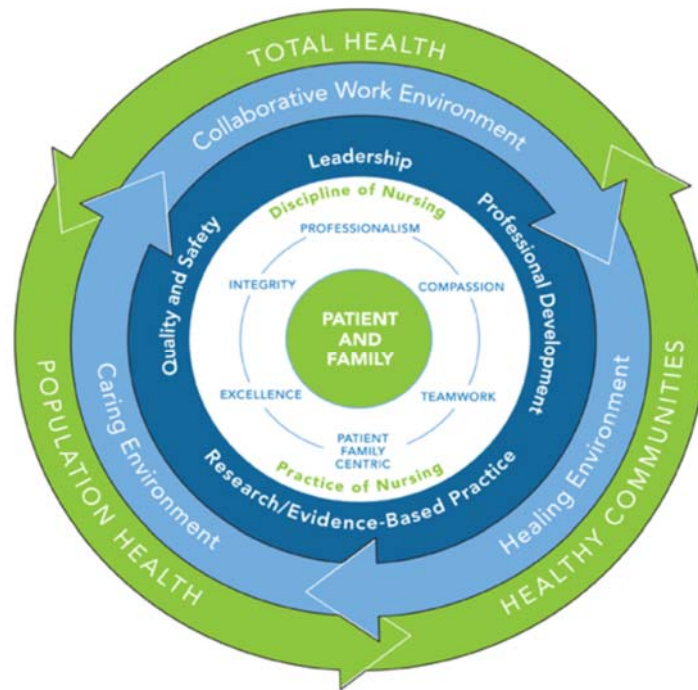 TOTAL HEALTH
Collaborative Work Environment
Leadership
Discipline of Nursing
PROFESSIONALISM
Quality and Safety
Professional Development
INTEGRITY
COMPASSION
PATIENT
AND
FAMILY
EXCELLENCE
TEAMWORK
PATIENT
FAMILY
CENTRIC
Practice of Nursing
Research/Evidence-Based Practice
Caring Environment
Healing Environment
POPULATION HEALTH
HEALTHY COMMUNITIES